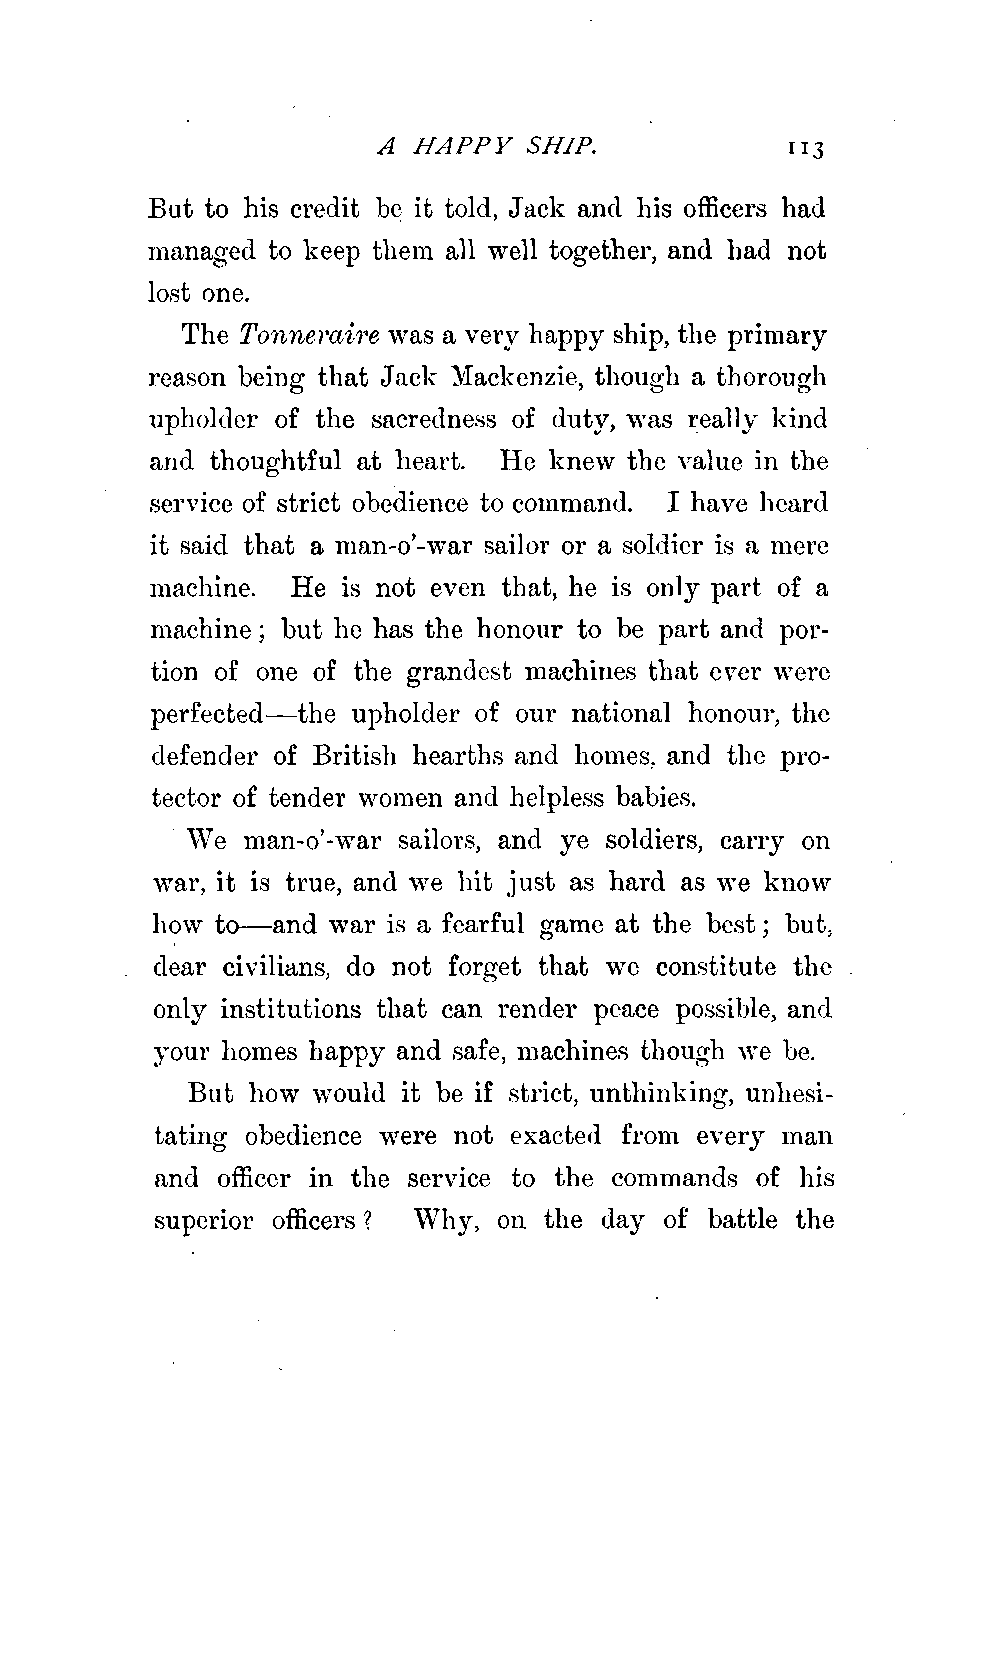 A HAPPY SHIP. 113
But to his credit be it told, Jack and his officers had
managed to keep them all well together, and had not
lost one.
The Tonneraire was a very happy ship, the primary
reason being that Jack Mackenzie, though a thorough
upholder of the sacredness of duty, was really kind
and thoughtful at heart. He knew the value in the
service of strict obedience to command. I have heard
it said that a man-o'-war sailor or a soldier is a mere
machine. He is not even that, he is only part of a
machine; but he has the honour to be part and por-
tion of one of the grandest machines that ever were
perfected—the upholder of our national honour, the
defender of British hearths and homes, and the pro-
tector of tender women and helpless babies.
We man-o'-war sailors, and ye soldiers, carry on
war, it is true, and we hit just as hard as we know
how to—and war is a fearful game at the best; but,
dear civilians, do not forget that we constitute the
only institutions that can render peace possible, and
your homes happy and safe, machines though we be.
But how would it be if strict, unthinking, unhesi-
tating obedience were not exacted from every man
and officer in the service to the commands of his
superior officers? Why, on the day of battle the